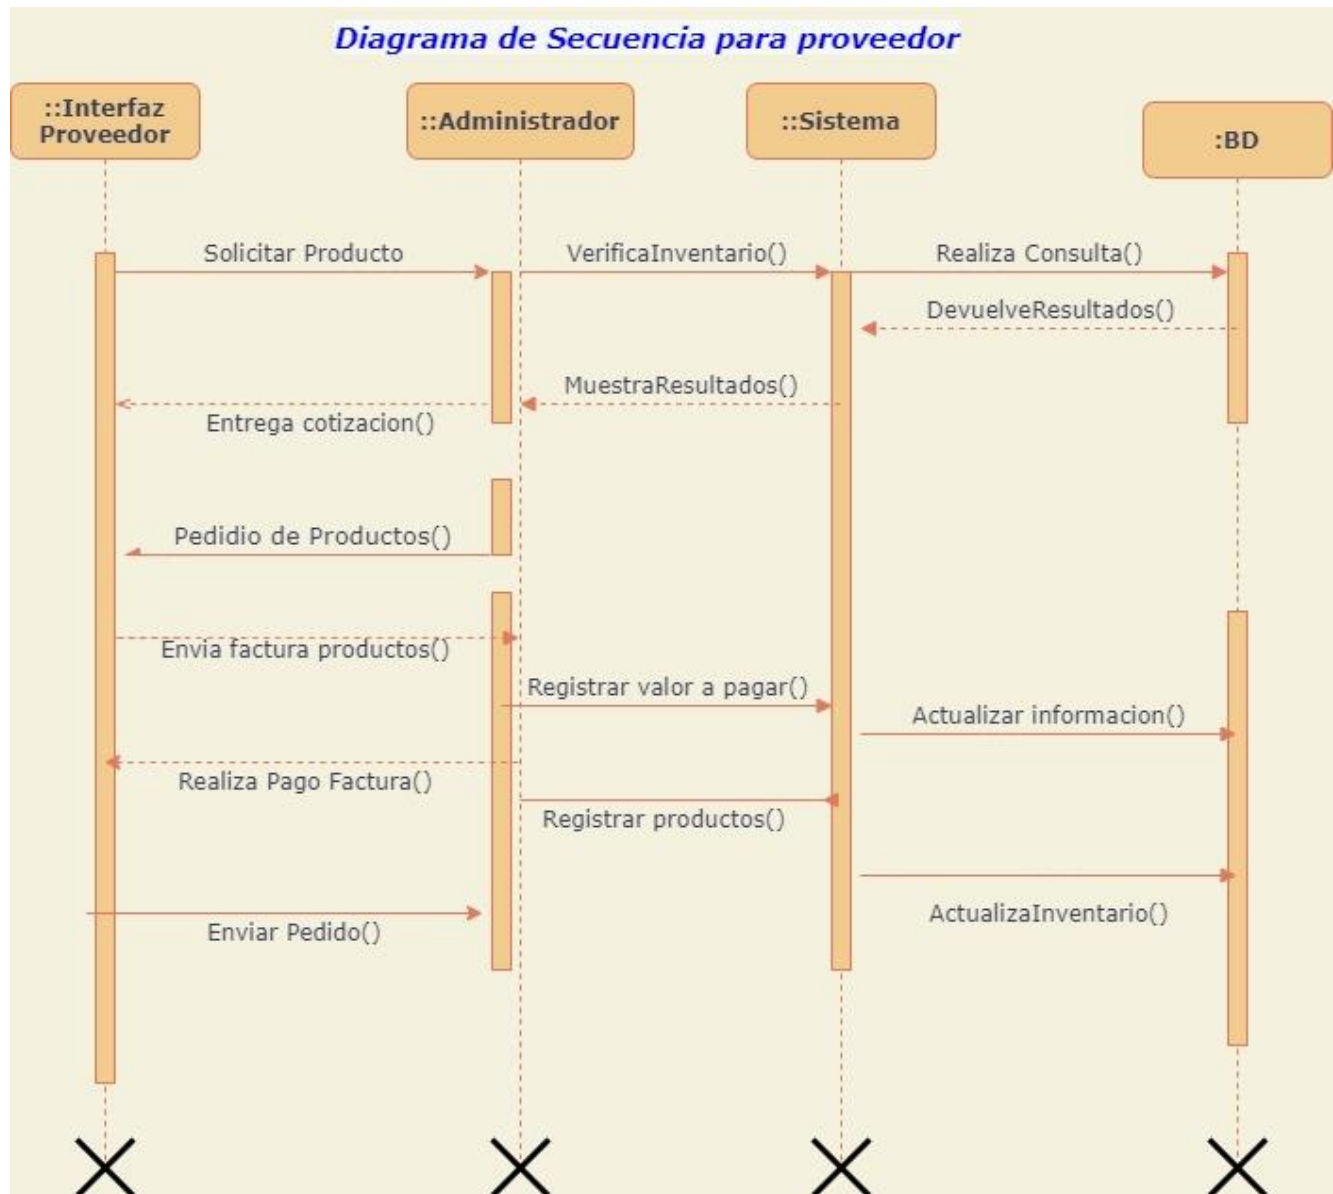 Diagrama de Secuencia para proveedor
::Interfaz
Proveedor
::Administrador
::Sistema
:BD
Solicitar Producto
VerificaInventario()
Realiza Consulta()
DevuelveResultados()
MuestraResultados()
Entrega cotizacion()
Pedidio de Productos()
Envia factura productos()
Registrar valor a pagar()
Actualizar informacion()
Realiza Pago Factura()
Registrar productos()
ActualizaInventario()
Enviar Pedido()